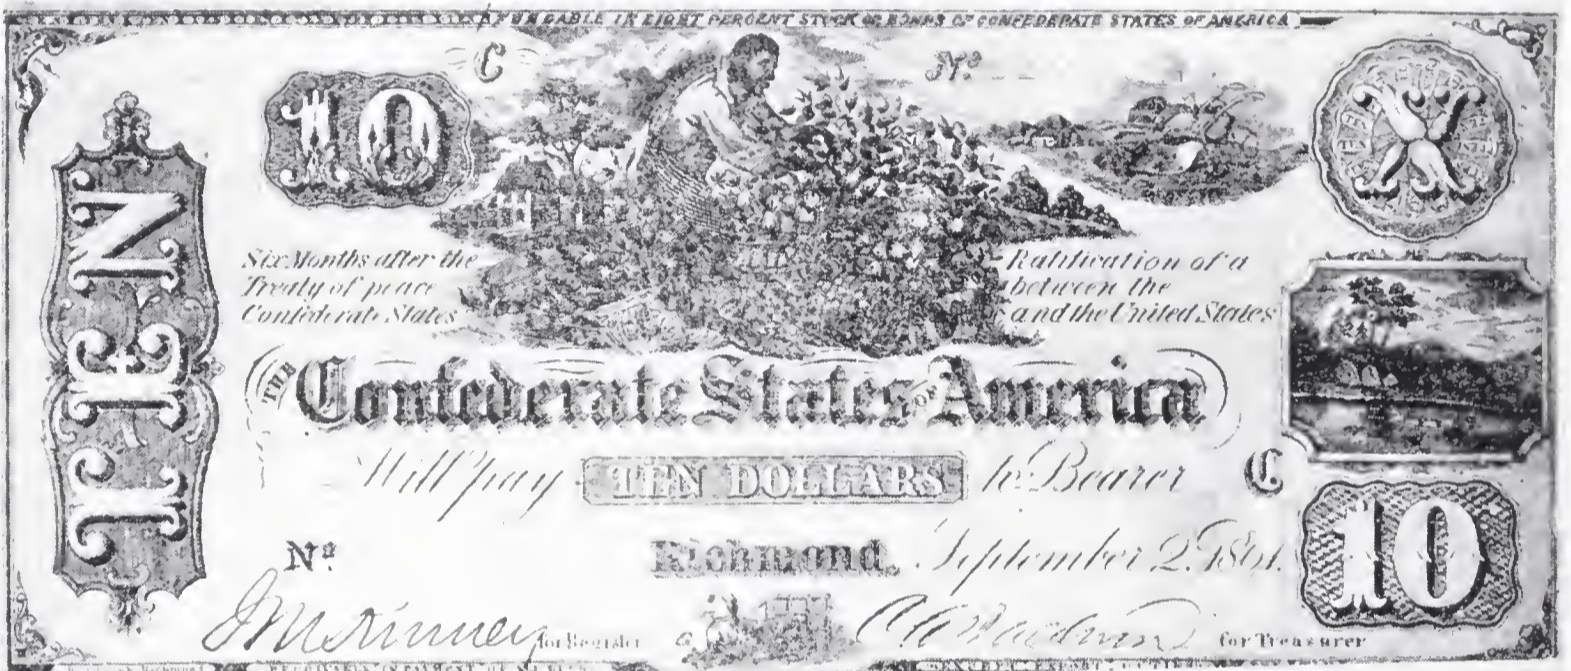 FUNDABLE IN EIGHT PERCENT STOCK OR BONDS OF CONFEDERATE STATES OF AMERICA
C Nº
10 X
TEN
Six Months after the Ratification of a
Treaty of peace between the
Confederate States and the United States
THE Confederate States OF America
Will pay TEN DOLLARS to Bearer C
Nº Richmond, September 2, 1861.
10
J McKinney for Register for Treasurer